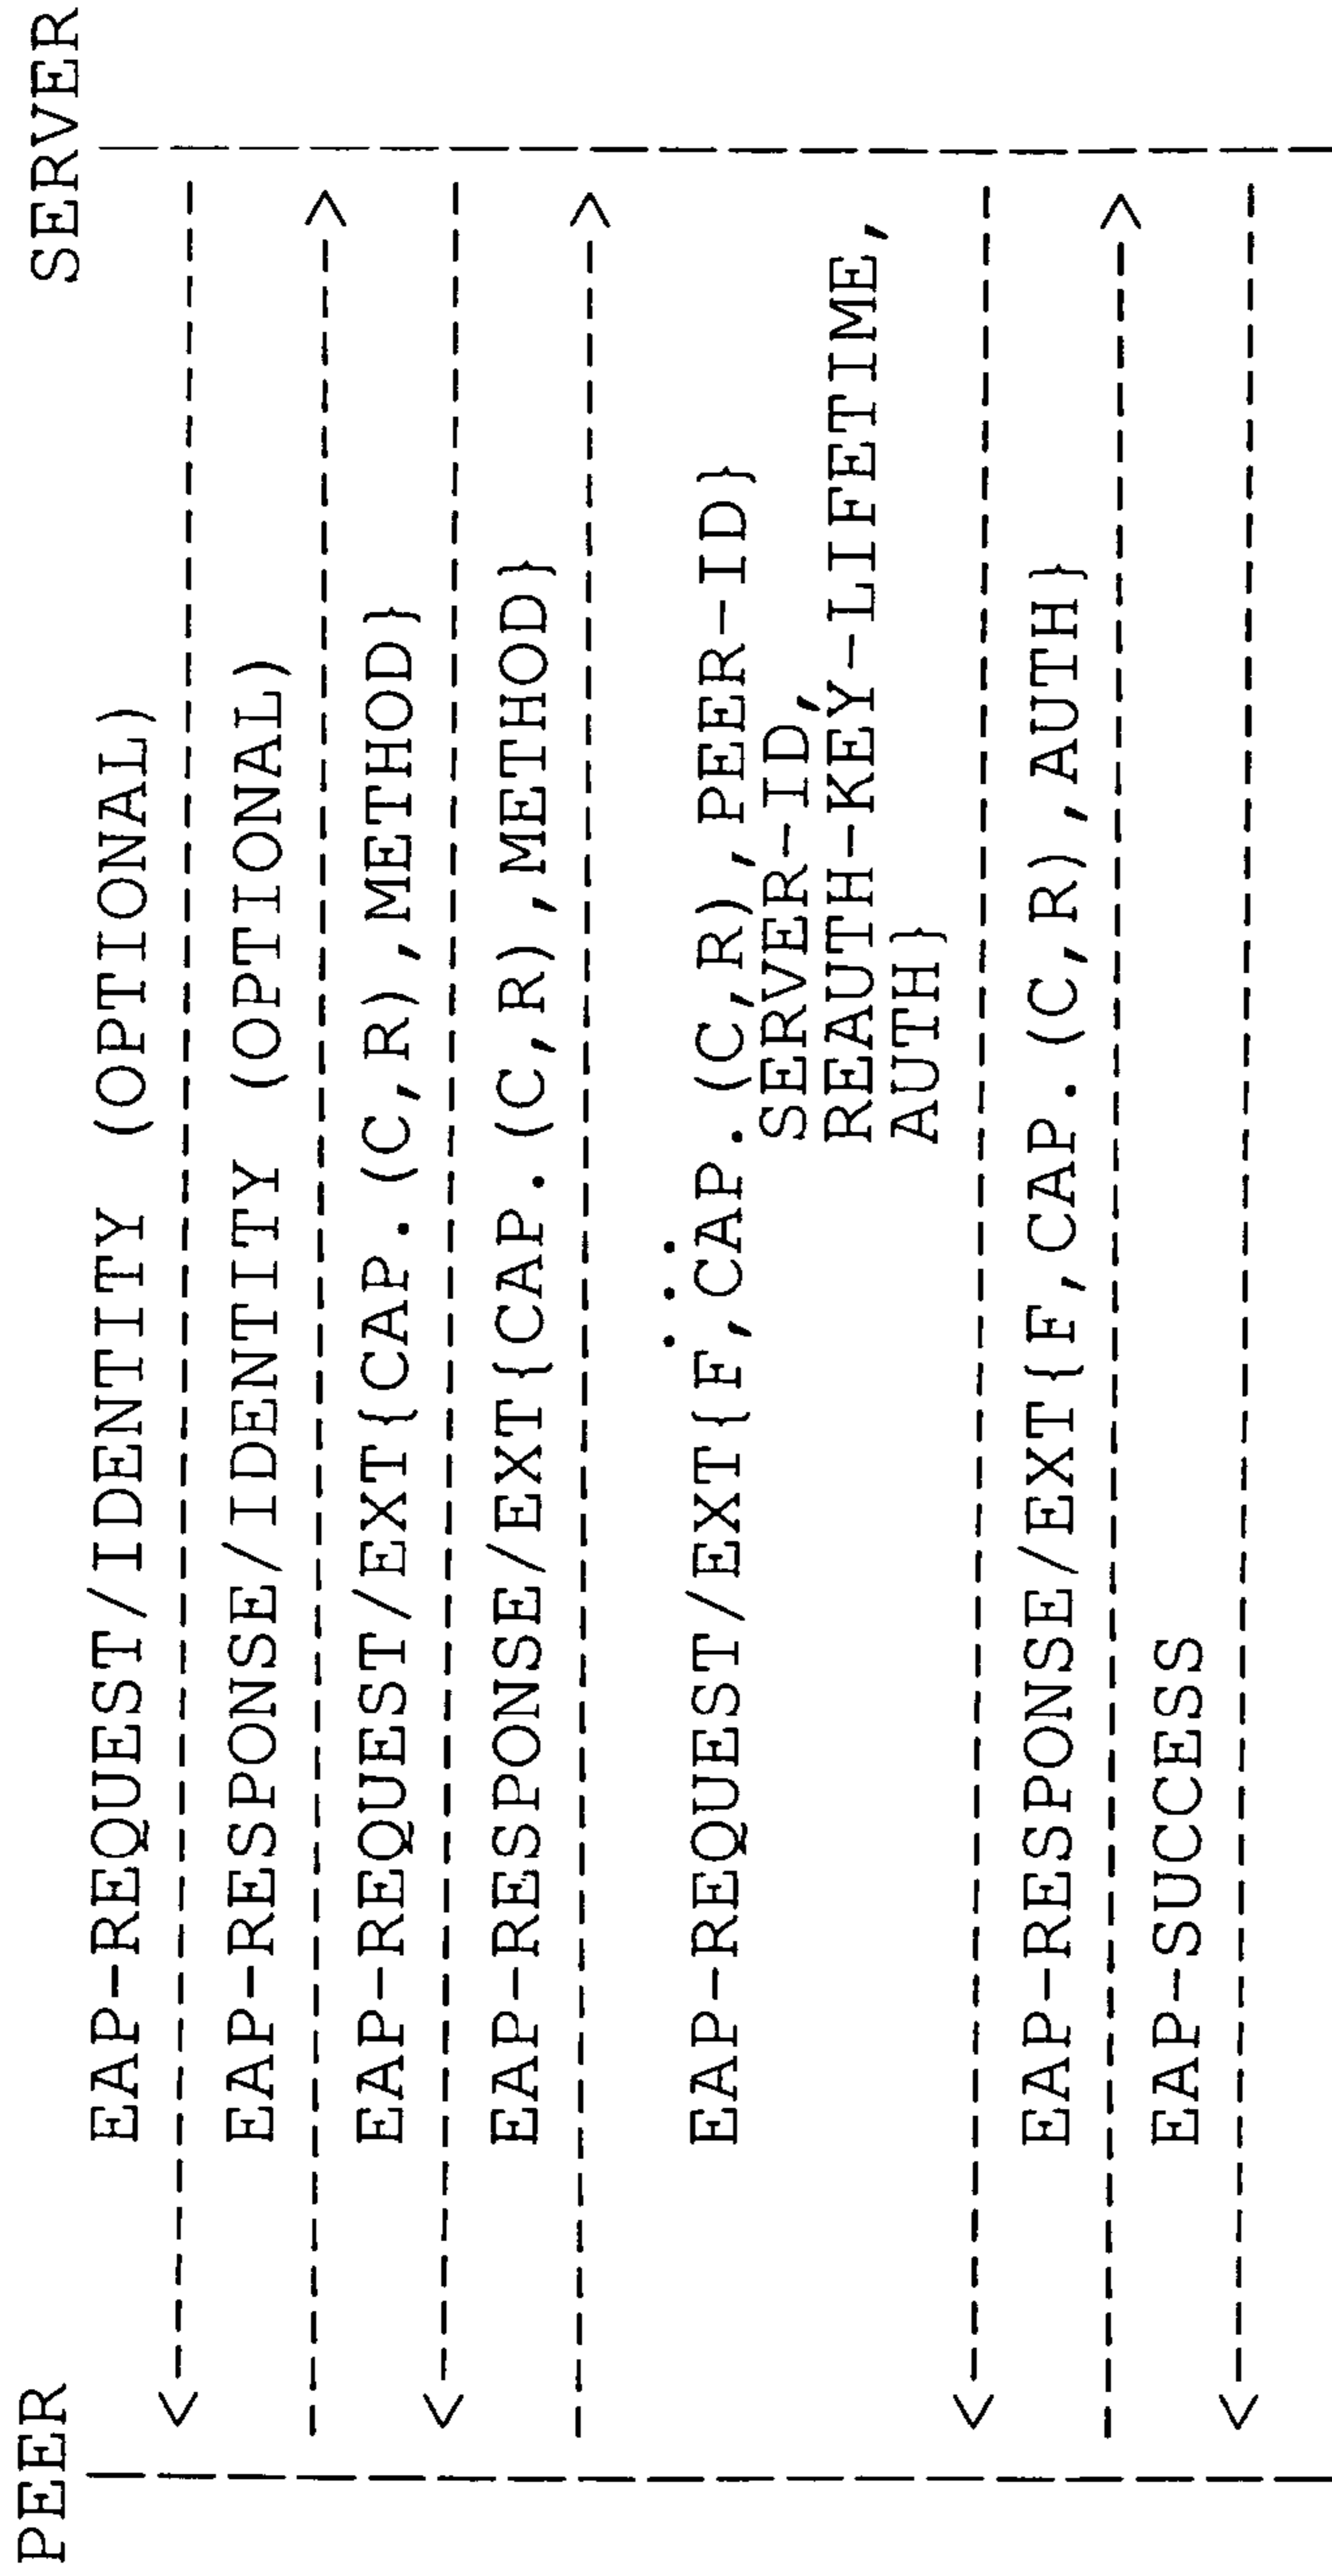 PEER
SERVER
EAP-REQUEST/IDENTITY (OPTIONAL)
EAP-RESPONSE/IDENTITY (OPTIONAL)
EAP-REQUEST/EXT{CAP.(C,R),METHOD}
EAP-RESPONSE/EXT{CAP.(C,R),METHOD}
...
EAP-REQUEST/EXT{F,CAP.(C,R),PEER-ID}
SERVER-ID,
REAUTH-KEY-LIFETIME,
AUTH}
EAP-RESPONSE/EXT{F,CAP.(C,R),AUTH}
EAP-SUCCESS